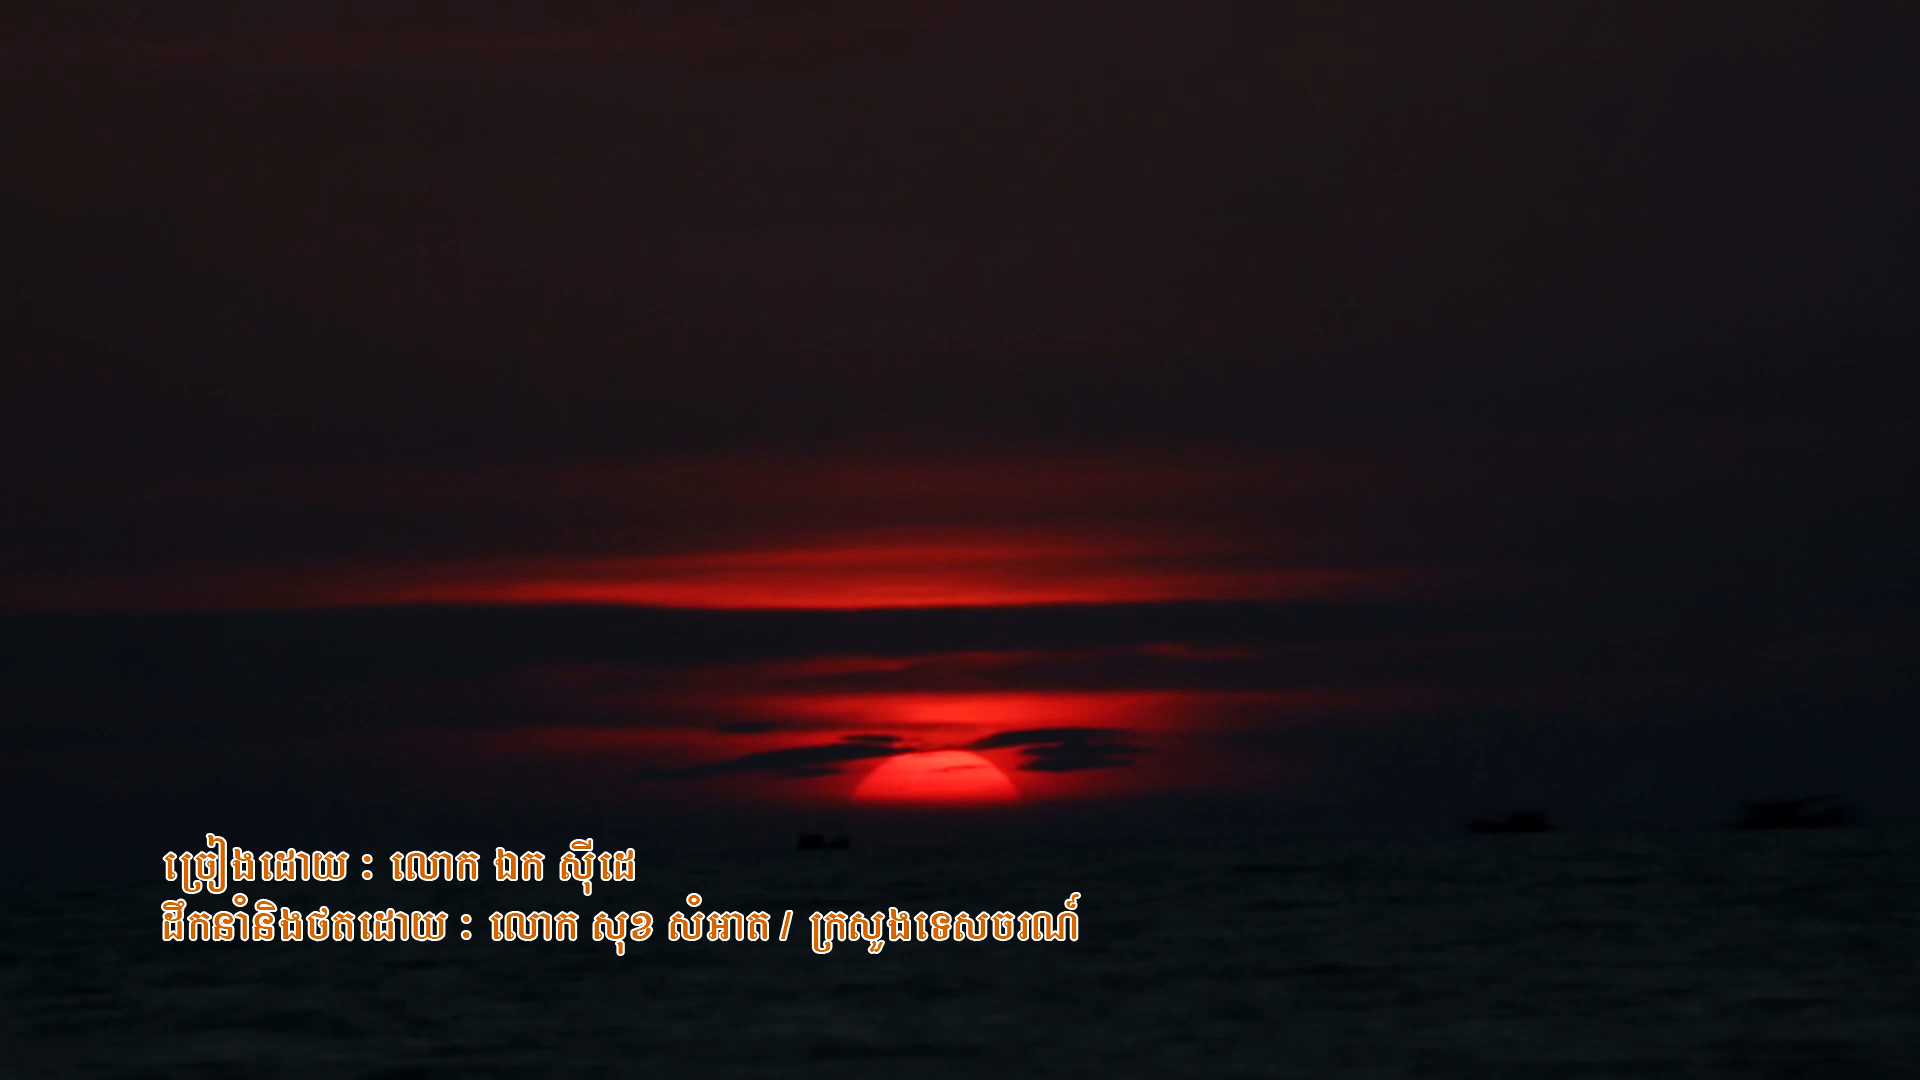 ច្រៀងដោយ : លោក ឯក ស៊ីដេ
ដឹកនាំនិងថតដោយ : លោក សុខ សំអាត / ក្រសួងទេសចរណ៍